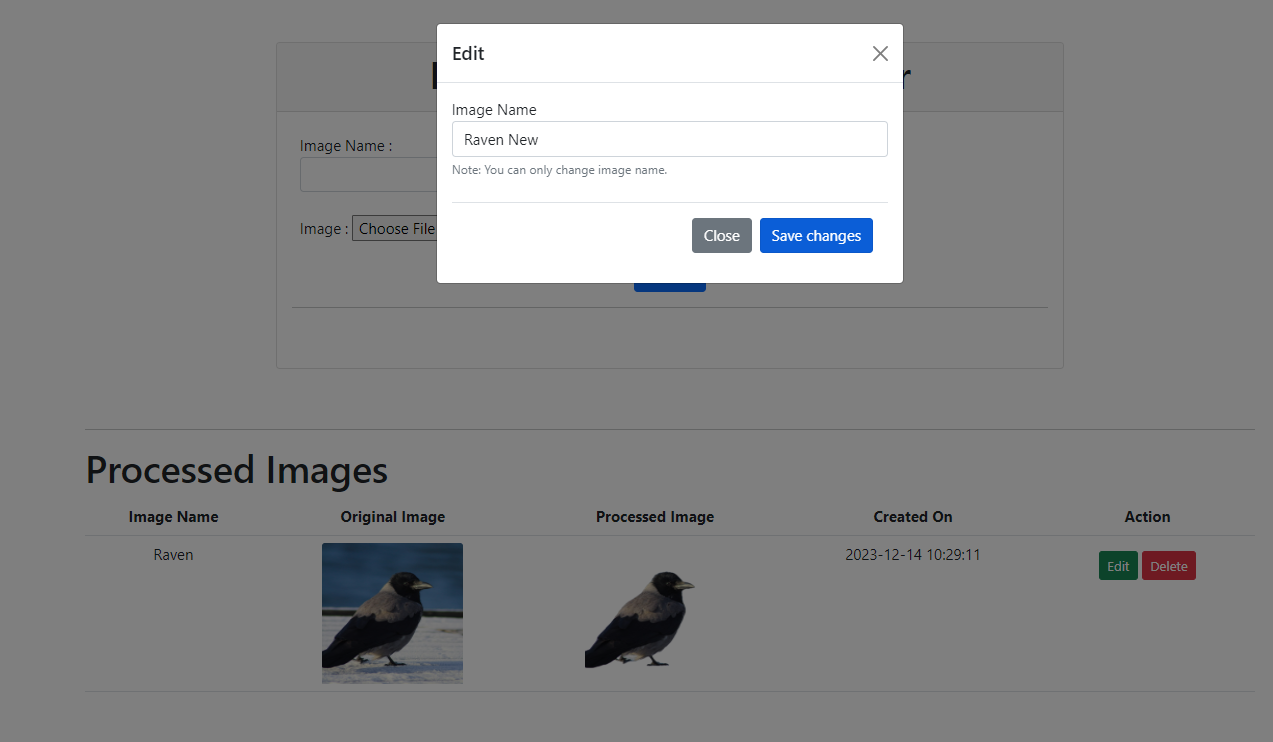 Edit
Image Name
Raven New
Note: You can only change image name.
Close Save changes
Image Name :
Image : Choose File
Processed Images
Image Name Original Image Processed Image Created On Action
Raven 2023-12-14 10:29:11 Edit Delete